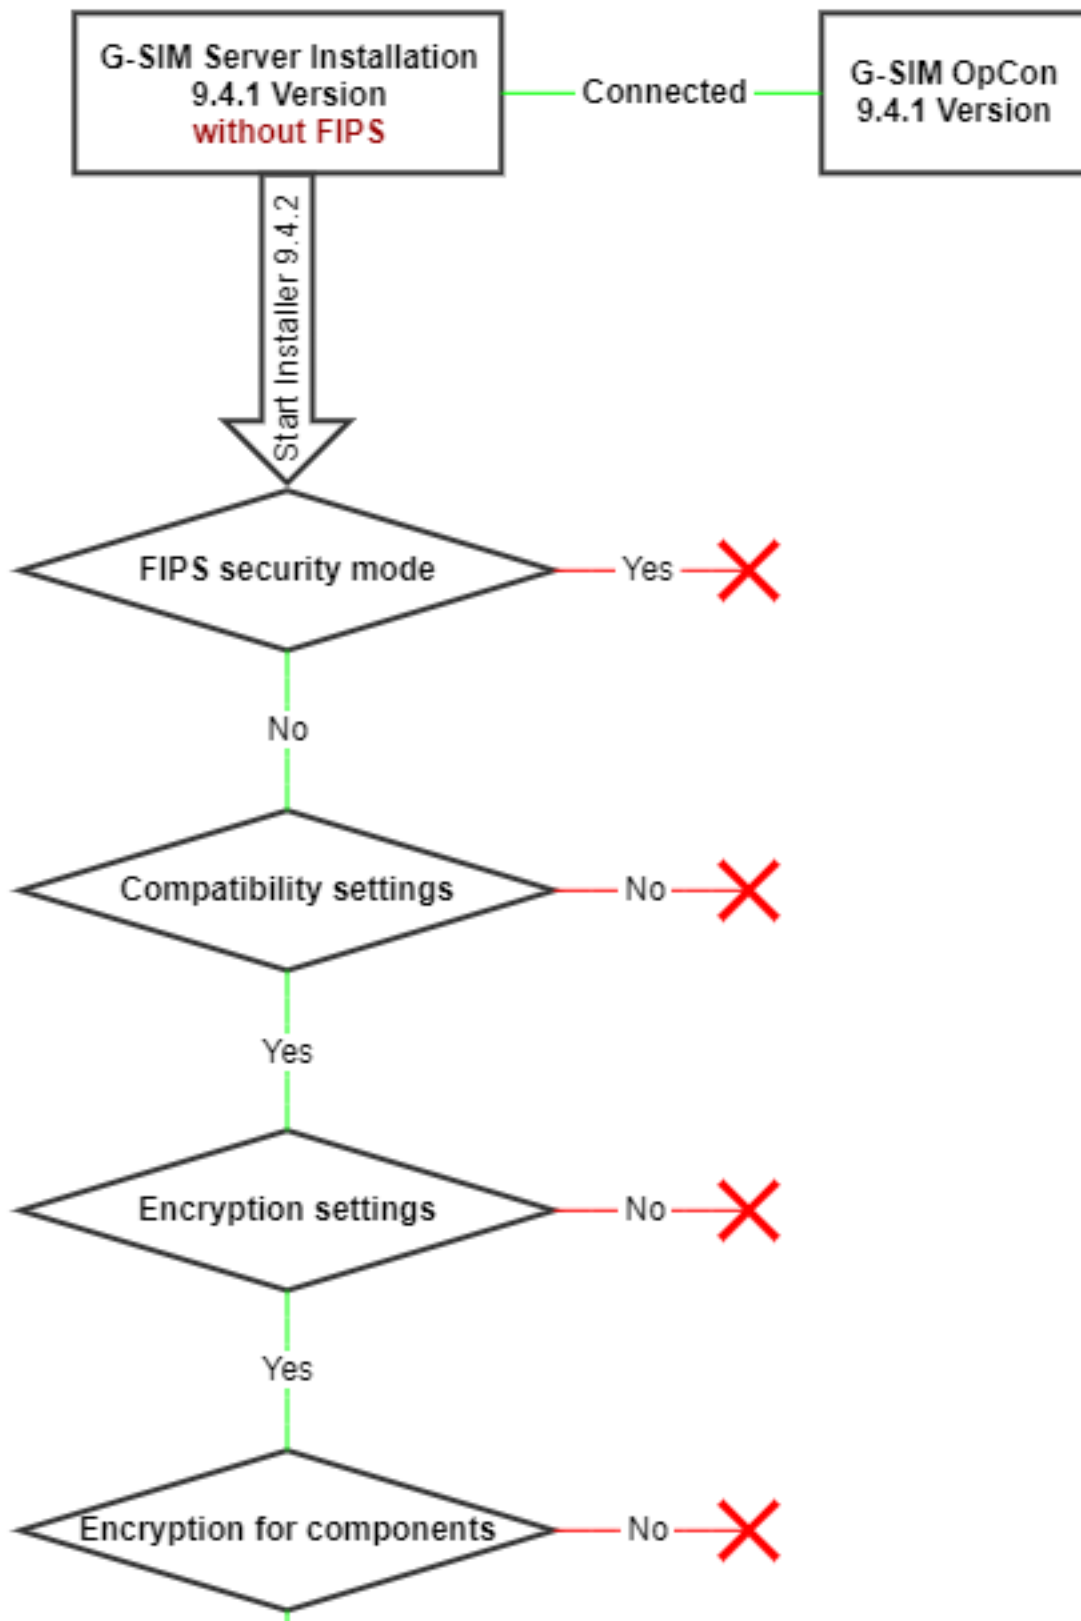 G-SIM Server Installation
9.4.1 Version
without FIPS
Connected
G-SIM OpCon
9.4.1 Version
Start Installer 9.4.2
FIPS security mode
Yes
No
Compatibility settings
No
Yes
Encryption settings
No
Yes
Encryption for components
No